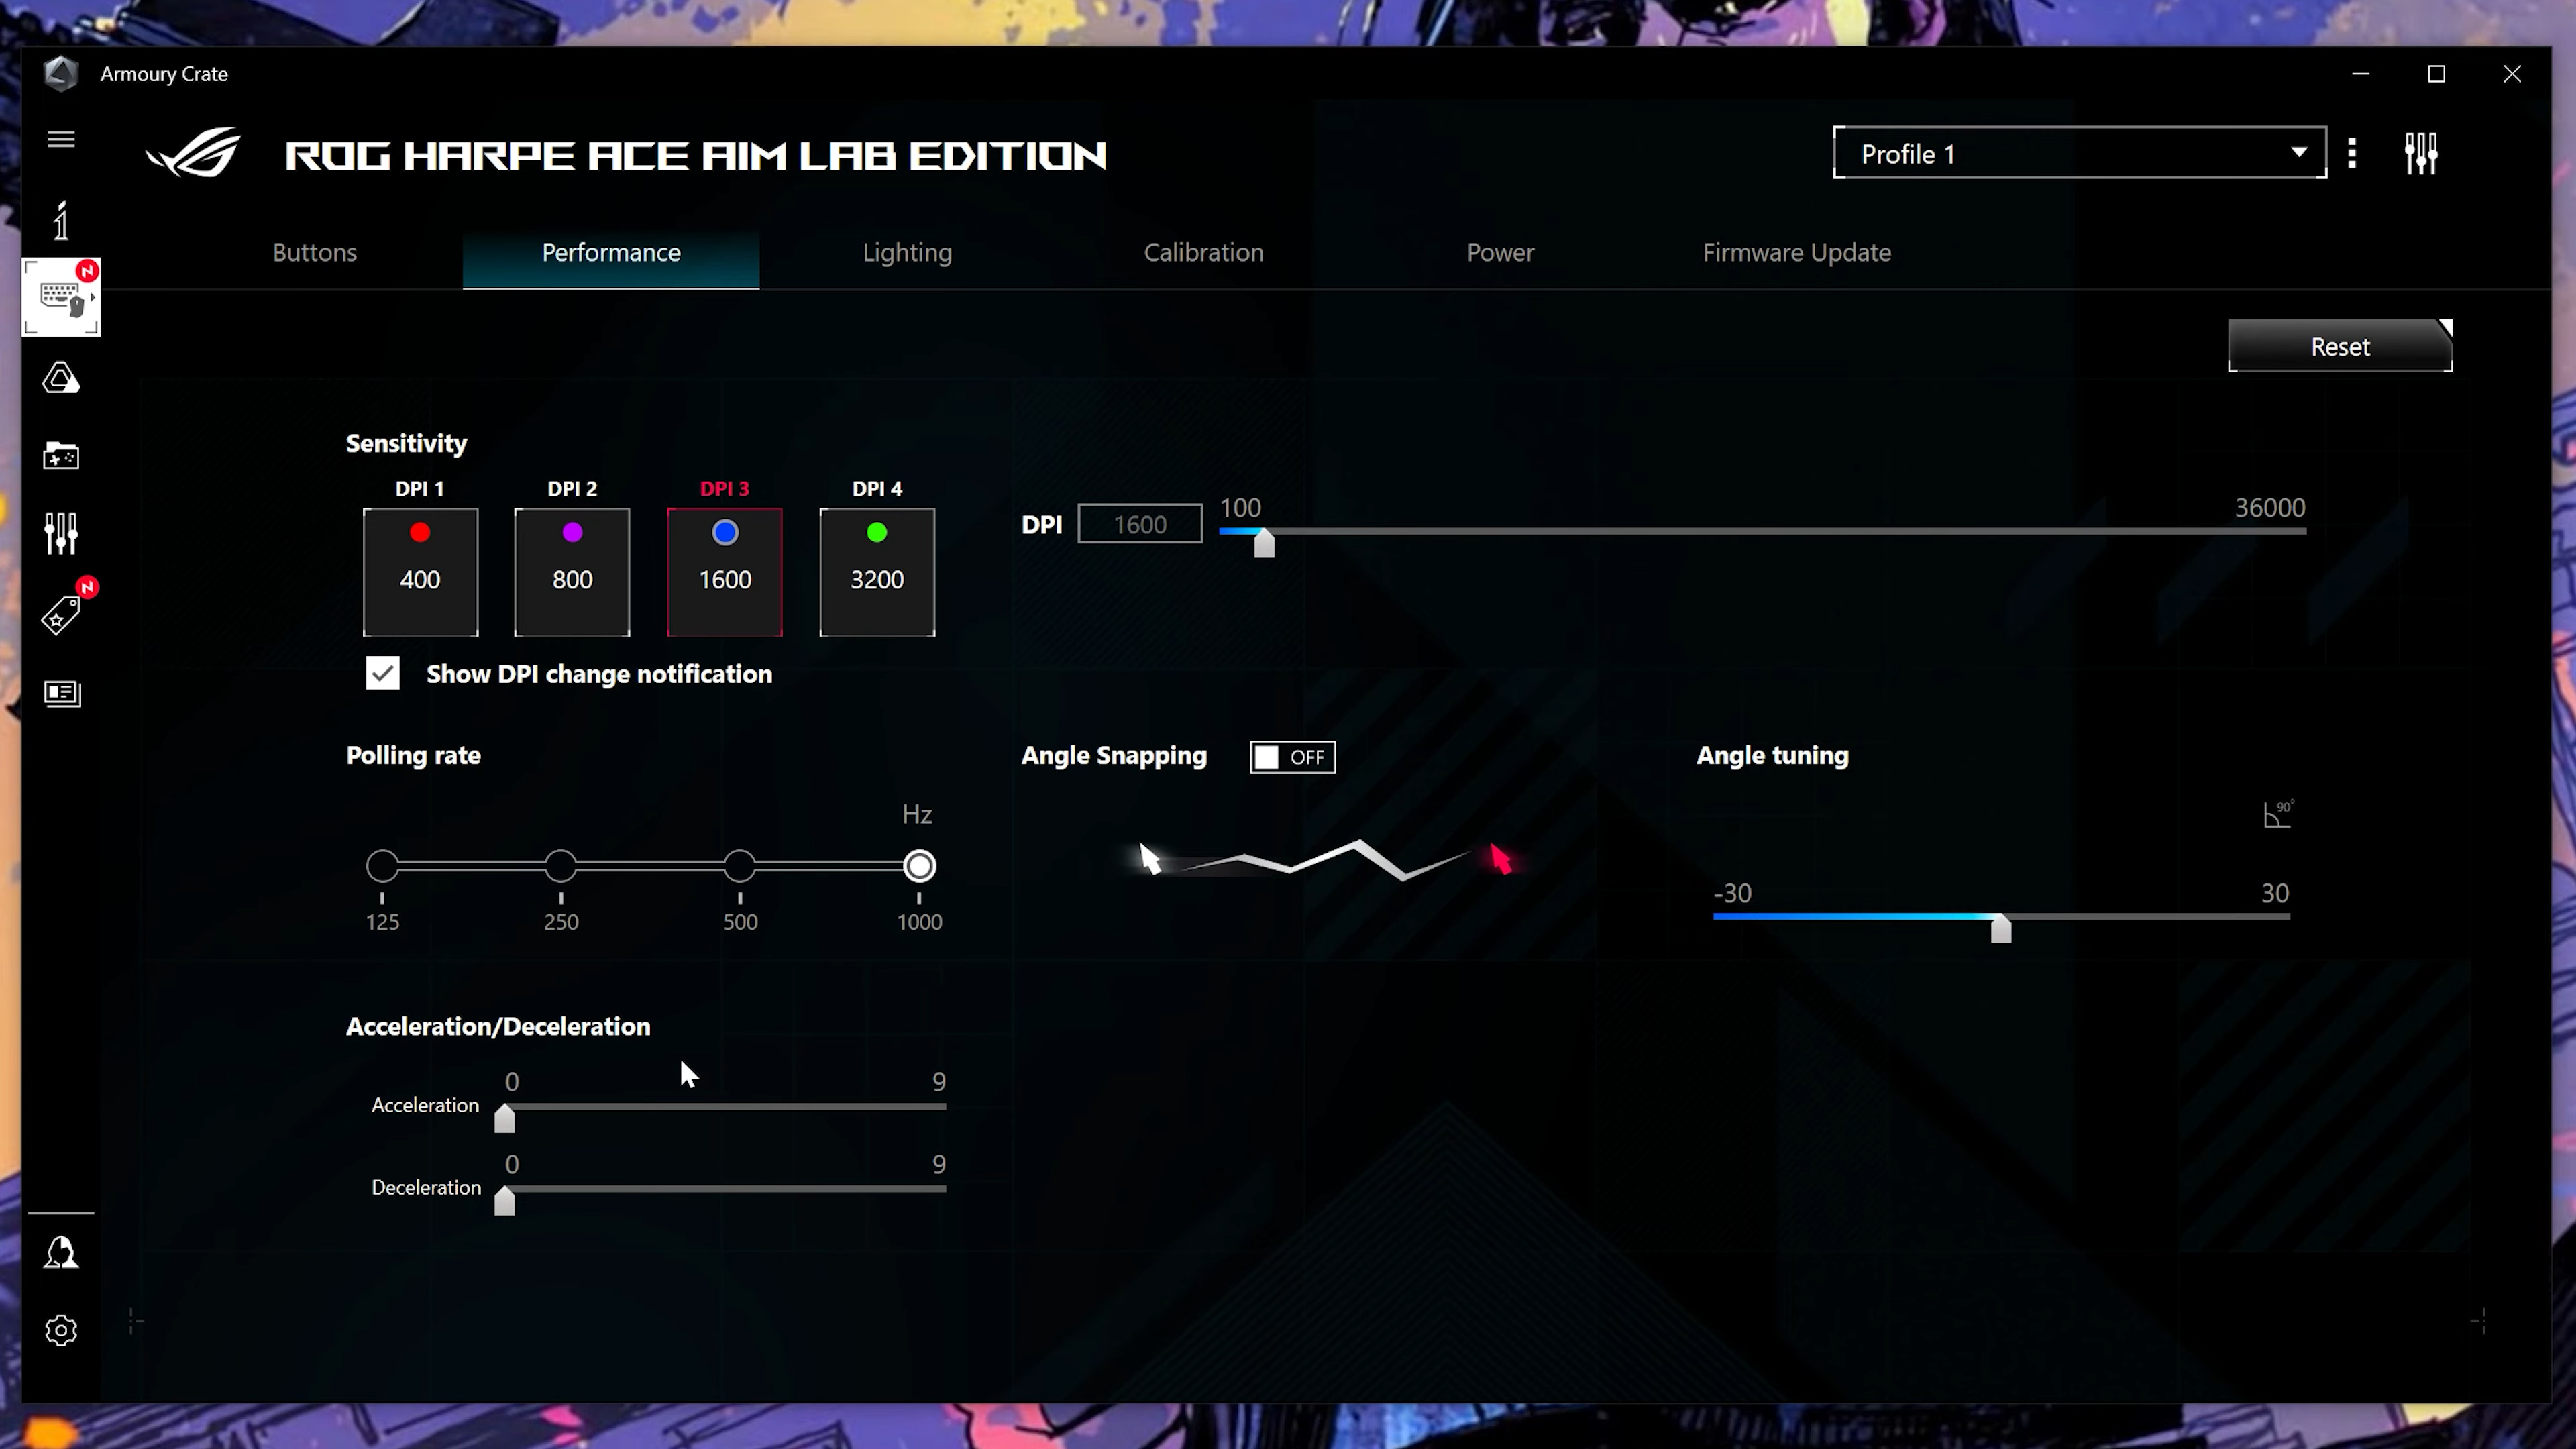 Armoury Crate
ROG HARPE ACE AIM LAB EDITION
Profile 1
Buttons
Performance
Lighting
Calibration
Power
Firmware Update
Reset
Sensitivity
DPI 1
DPI 2
DPI 3
DPI 4
400
800
1600
3200
DPI
1600
100
36000
Show DPI change notification
Polling rate
Hz
125
250
500
1000
Angle Snapping
OFF
Angle tuning
90°
-30
30
Acceleration/Deceleration
0
9
Acceleration
0
9
Deceleration
N
N